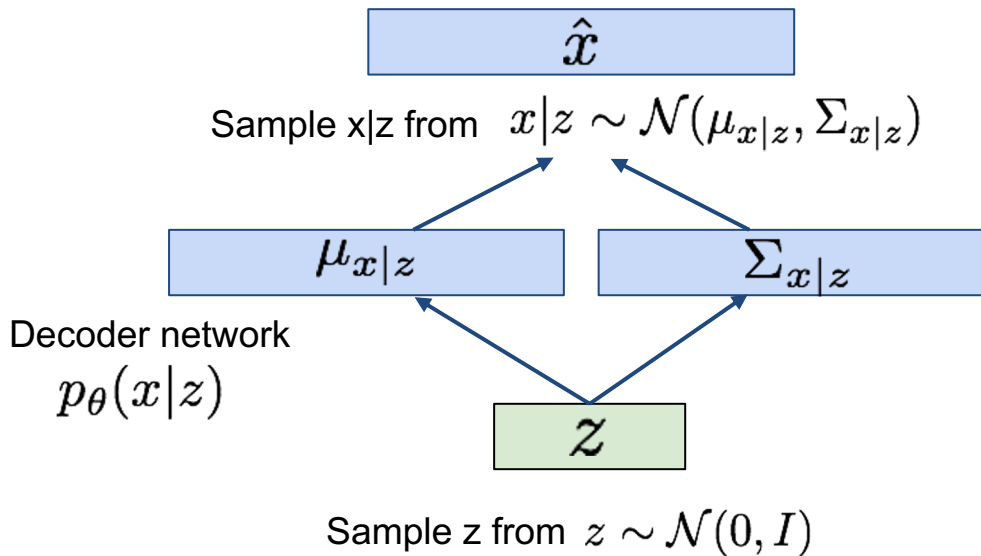 x̂
Sample x|z from x|z ∼ 𝒩(μ_{x|z}, Σ_{x|z})
μ_{x|z} Σ_{x|z}
Decoder network
p_θ(x|z)
z
Sample z from z ∼ 𝒩(0, I)